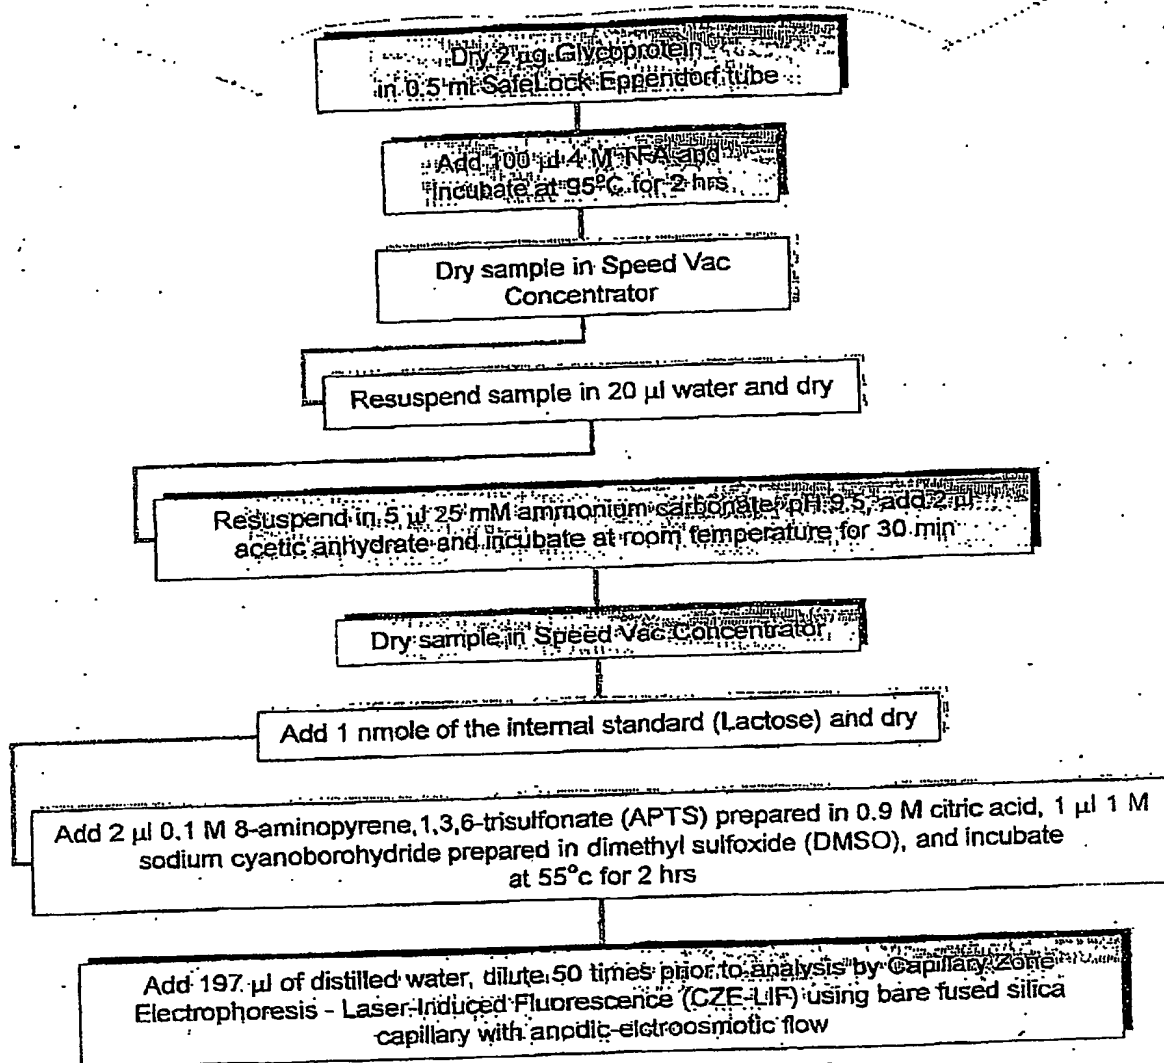 Dry 2 µg Glycoprotein
in 0.5 ml SafeLock Eppendorf tube
Add 100 µl 4 M TFA and
Incubate at 95°C for 2 hrs
Dry sample in Speed Vac
Concentrator
Resuspend sample in 20 µl water and dry
Resuspend in 5 µl 25 mM ammonium carbonate, pH 9.5, add 2 µl
acetic anhydrate and incubate at room temperature for 30 min
Dry sample in Speed Vac Concentrator
Add 1 nmole of the internal standard (Lactose) and dry
Add 2 µl 0.1 M 8-aminopyrene,1,3,6-trisulfonate (APTS) prepared in 0.9 M citric acid, 1 µl 1 M
sodium cyanoborohydride prepared in dimethyl sulfoxide (DMSO), and incubate
at 55°c for 2 hrs
Add 197 µl of distilled water, dilute 50 times prior to analysis by Capillary Zone
Electrophoresis - Laser-Induced Fluorescence (CZE-LIF) using bare fused silica
capillary with anodic-elctroosmotic flow